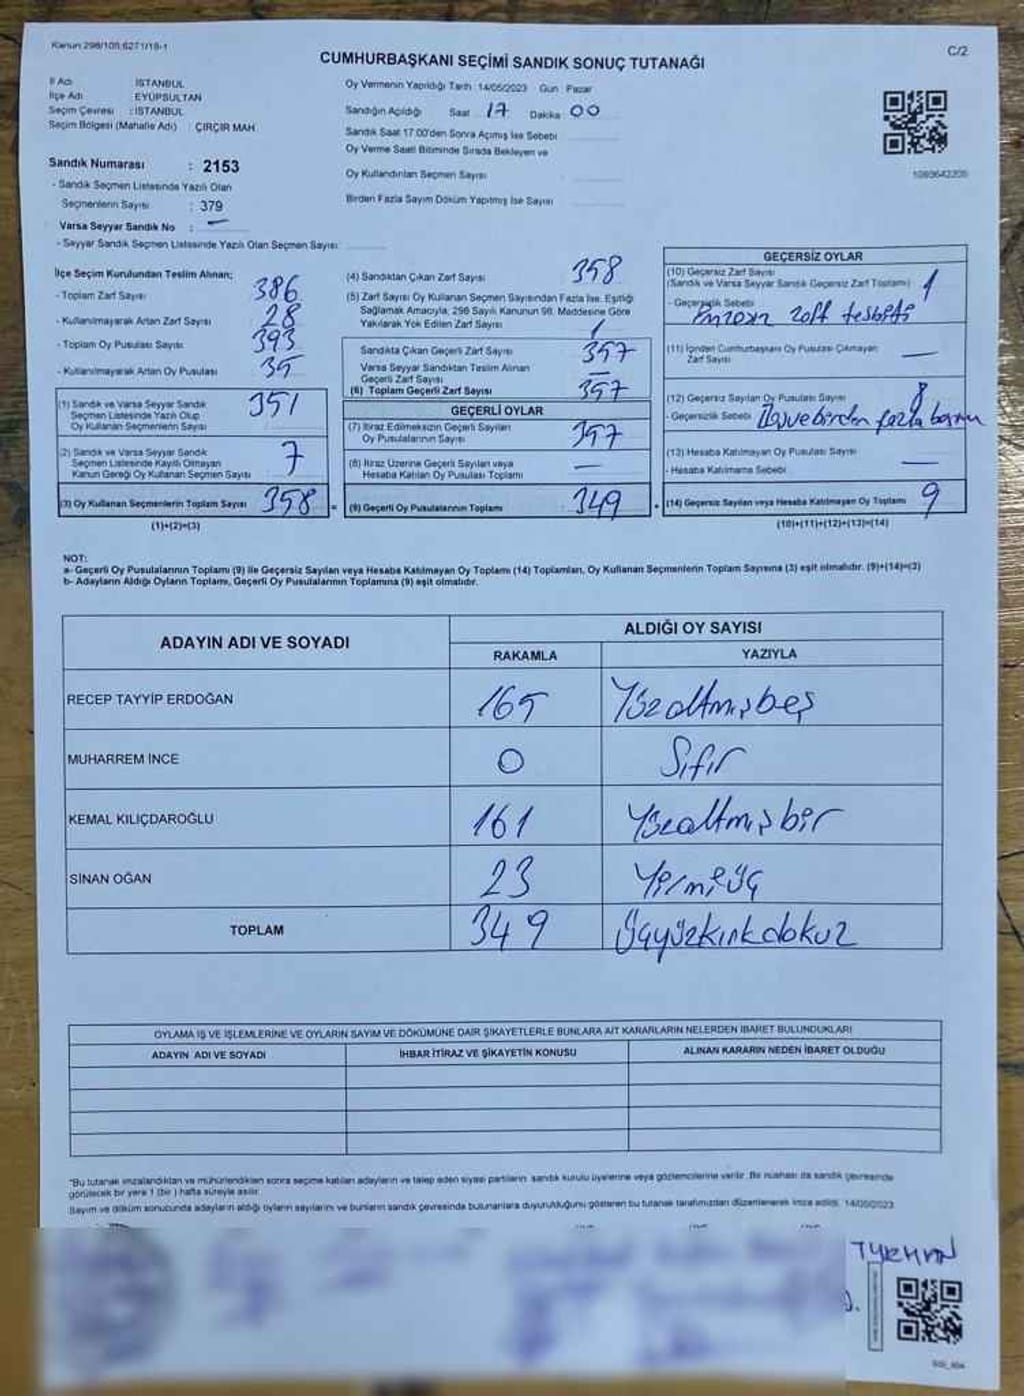 Kanun:298/105;6271/19-1
C/2
CUMHURBAŞKANI SEÇİMİ SANDIK SONUÇ TUTANAĞI
İl Adı : İSTANBUL
İlçe Adı : EYÜPSULTAN
Seçim Çevresi : İSTANBUL
Seçim Bölgesi (Mahalle Adı) : ÇIRÇIR MAH.
Sandık Numarası : 2153
- Sandık Seçmen Listesinde Yazılı Olan
Seçmenlerin Sayısı : 379
Varsa Seyyar Sandık No : -
- Seyyar Sandık Seçmen Listesinde Yazılı Olan Seçmen Sayısı:
Oy Vermenin Yapıldığı Tarih : 14/05/2023 Gün : Pazar
Sandığın Açıldığı Saat 17 Dakika 00
Sandık Saat 17:00'den Sonra Açımış İse Sebebi
Oy Verme Saati Bitiminde Sırada Bekleyen ve
Oy Kullandırılan Seçmen Sayısı
Birden Fazla Sayım Döküm Yapılmış İse Sayısı
İlçe Seçim Kurulundan Teslim Alınan;
- Toplam Zarf Sayısı 386
- Kullanılmayarak Artan Zarf Sayısı 28
- Toplam Oy Pusulası Sayısı 393
- Kullanılmayarak Artan Oy Pusulası 35
(1) Sandık ve Varsa Seyyar Sandık
Seçmen Listesinde Yazılı Olup
Oy Kullanan Seçmenlerin Sayısı 351
(2) Sandık ve Varsa Seyyar Sandık
Seçmen Listesinde Kayıtlı Olmayan
Kanun Gereği Oy Kullanan Seçmen Sayısı 7
(3) Oy Kullanan Seçmenlerin Toplam Sayısı 358
(1)+(2)=(3)
(4) Sandıktan Çıkan Zarf Sayısı 358
(5) Zarf Sayısı Oy Kullanan Seçmen Sayısından Fazla İse, Eşitliği
Sağlamak Amacıyla; 298 Sayılı Kanunun 98. Maddesine Göre
Yakılarak Yok Edilen Zarf Sayısı
Sandıkta Çıkan Geçerli Zarf Sayısı 357
Varsa Seyyar Sandıktan Teslim Alınan
Geçerli Zarf Sayısı —
(6) Toplam Geçerli Zarf Sayısı 357
GEÇERLİ OYLAR
(7) İtiraz Edilmeksizin Geçerli Sayılan
Oy Pusulalarının Sayısı
(8) İtiraz Üzerine Geçerli Sayılan veya
Hesaba Katılan Oy Pusulası Toplamı —
(9) Geçerli Oy Pusulalarının Toplamı 349
GEÇERSİZ OYLAR
(10) Geçersiz Zarf Sayısı
(Sandık ve Varsa Seyyar Sandık Geçersiz Zarf Toplamı) 1
- Geçersizlik Sebebi
zarf tesbiti
(11) İçinden Cumhurbaşkanı Oy Pusulası Çıkmayan
Zarf Sayısı —
(12) Geçersiz Sayılan Oy Pusulası Sayısı 8
- Geçersizlik Sebebi fazla
(13) Hesaba Katılmayan Oy Pusulası Sayısı —
- Hesaba Katılmama Sebebi
(14) Geçersiz Sayılan veya Hesaba Katılmayan Oy Toplamı 9
(10)+(11)+(12)+(13)=(14)
NOT:
a- Geçerli Oy Pusulalarının Toplamı (9) ile Geçersiz Sayılan veya Hesaba Katılmayan Oy Toplamı (14) Toplamları, Oy Kullanan Seçmenlerin Toplam Sayısına (3) eşit olmalıdır. (9)+(14)=(3)
b- Adayların Aldığı Oyların Toplamı, Geçerli Oy Pusulalarının Toplamına (9) eşit olmalıdır.
ADAYIN ADI VE SOYADI ALDIĞI OY SAYISI
RAKAMLA YAZIYLA
RECEP TAYYİP ERDOĞAN 165 Yüzaltmışbeş
MUHARREM İNCE 0 Sıfır
KEMAL KILIÇDAROĞLU 161 Yüzaltmışbir
SİNAN OĞAN 23 Yirmiüç
TOPLAM 349 Üçyüzkırkdokuz
OYLAMA İŞ VE İŞLEMLERİNE VE OYLARIN SAYIM VE DÖKÜMÜNE DAİR ŞİKAYETLERLE BUNLARA AİT KARARLARIN NELERDEN İBARET BULUNDUKLARI
ADAYIN ADI VE SOYADI İHBAR İTİRAZ VE ŞİKAYETİN KONUSU ALINAN KARARIN NEDEN İBARET OLDUĞU
*Bu tutanak imzalandıktan ve mühürlendikten sonra seçime katılan adayların ve talep eden siyasi partilerin sandık kurulu üyelerine veya gözlemcilerine verilir. Bir nüshası da sandık çevresinde
görülecek bir yere 1 (bir ) hafta süreyle asılır.
Sayım ve döküm sonucunda adayların aldığı oyların sayılarını ve bunların sandık çevresinde bulunanlara duyurulduğunu gösteren bu tutanak tarafımızdan düzenlenerek imza edildi. 14/05/2023